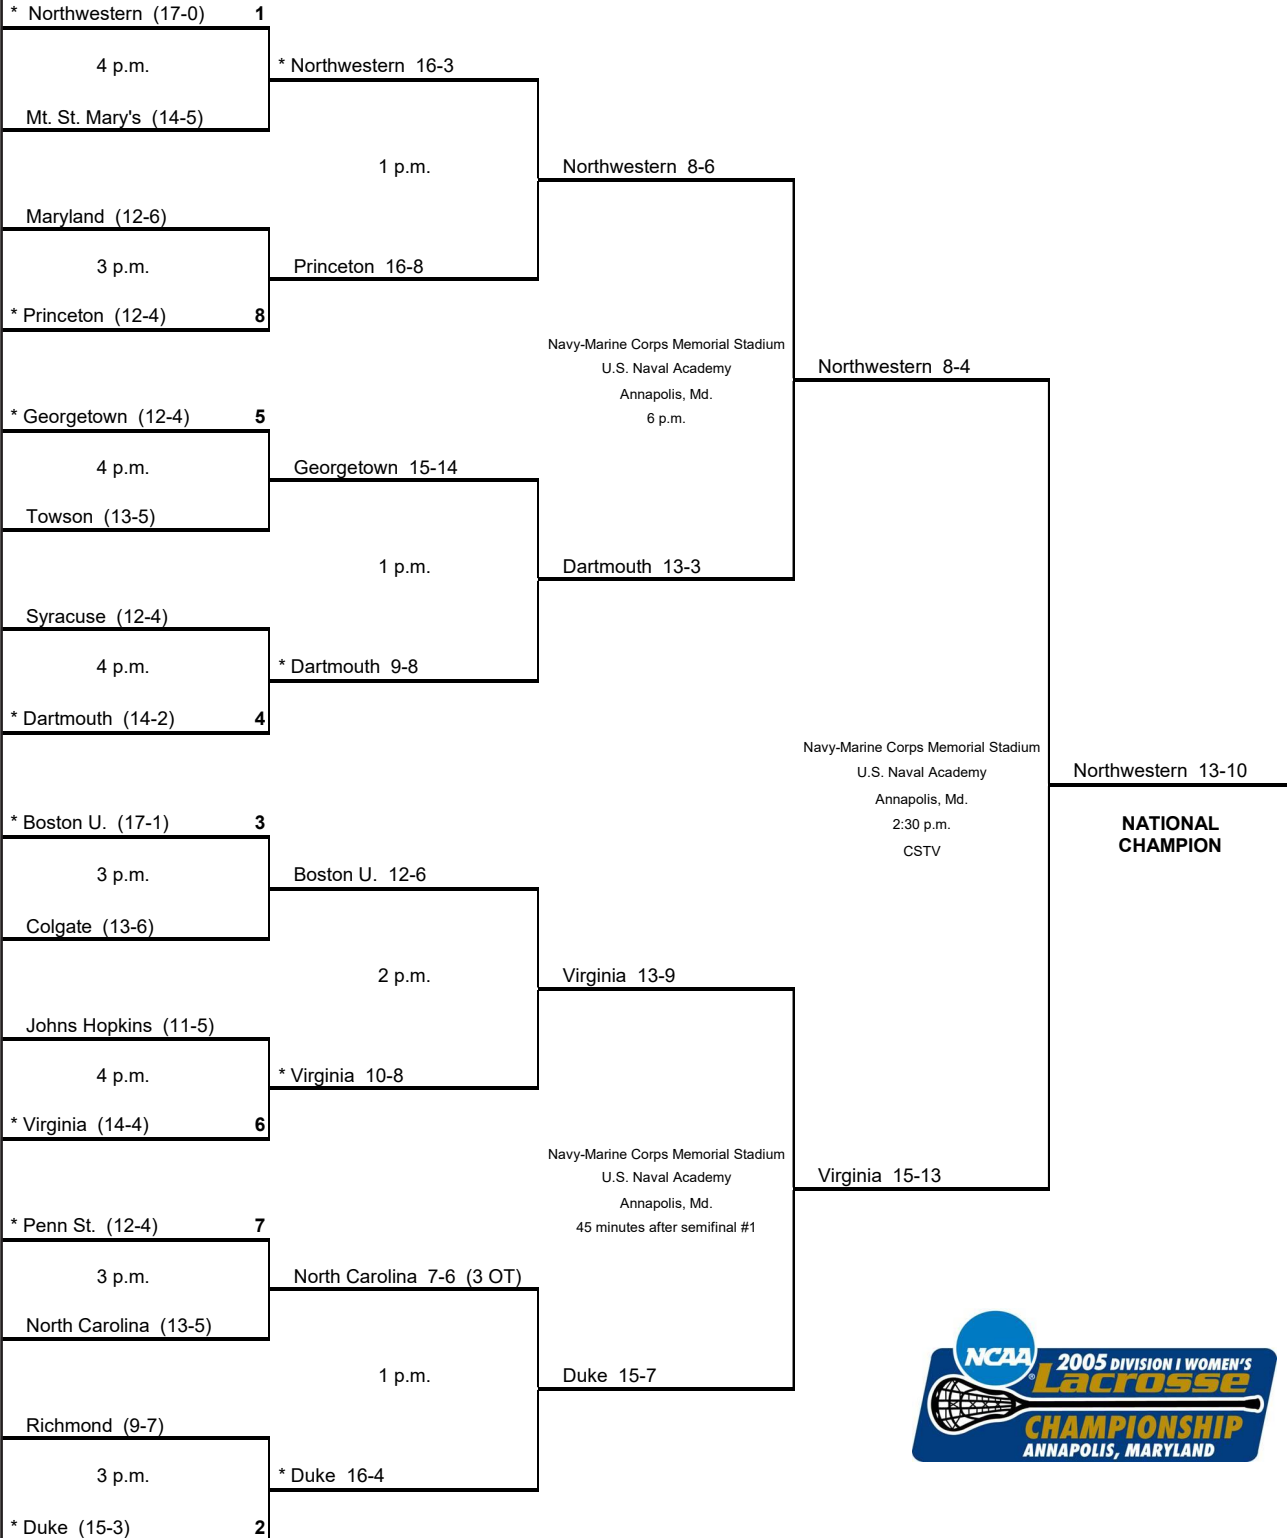 * Northwestern (17-0) 1
4 p.m.
* Northwestern 16-3
Mt. St. Mary's (14-5)
1 p.m.
Northwestern 8-6
Maryland (12-6)
3 p.m.
Princeton 16-8
* Princeton (12-4) 8
Navy-Marine Corps Memorial Stadium
U.S. Naval Academy
Annapolis, Md.
6 p.m.
Northwestern 8-4
* Georgetown (12-4) 5
4 p.m.
Georgetown 15-14
Towson (13-5)
1 p.m.
Dartmouth 13-3
Syracuse (12-4)
4 p.m.
* Dartmouth 9-8
* Dartmouth (14-2) 4
Navy-Marine Corps Memorial Stadium
U.S. Naval Academy
Annapolis, Md.
2:30 p.m.
CSTV
Northwestern 13-10
NATIONAL
CHAMPION
* Boston U. (17-1) 3
3 p.m.
Boston U. 12-6
Colgate (13-6)
2 p.m.
Virginia 13-9
Johns Hopkins (11-5)
4 p.m.
* Virginia 10-8
* Virginia (14-4) 6
Navy-Marine Corps Memorial Stadium
U.S. Naval Academy
Annapolis, Md.
45 minutes after semifinal #1
Virginia 15-13
* Penn St. (12-4) 7
3 p.m.
North Carolina 7-6 (3 OT)
North Carolina (13-5)
1 p.m.
Duke 15-7
Richmond (9-7)
3 p.m.
* Duke 16-4
* Duke (15-3) 2
NCAA
®
2005 DIVISION I WOMEN'S
Lacrosse
CHAMPIONSHIP
ANNAPOLIS, MARYLAND